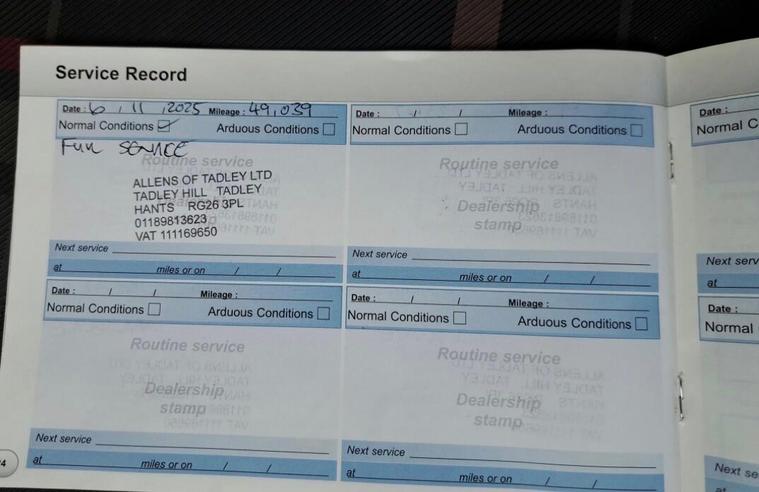 Service Record
Date : 6 / 11 / 2025 Mileage : 49,039
Normal Conditions Arduous Conditions
Full SERVICE
Routine service
ALLENS OF TADLEY LTD
TADLEY HILL TADLEY
HANTS RG26 3PL
01189813623
VAT 111169650
Next service
at miles or on / /
Date : / / Mileage :
Normal Conditions Arduous Conditions
Routine service
Dealership
stamp
Next service
at miles or on / /
Date : / / Mileage :
Normal Conditions Arduous Conditions
Routine service
Dealership
stamp
Next service
at miles or on / /
Date : / / Mileage :
Normal Conditions Arduous Conditions
Routine service
Dealership
stamp
Next service
at miles or on / /
Date :
Normal C
Next serv
at
Date :
Normal
Next se
at